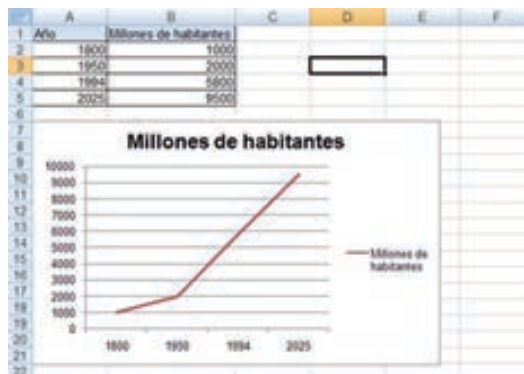 A B C D E F
1 Año Millones de habitantes
2 1800 1000
3 1950 2000
4 1994 5800
5 2025 9500
6
7
8 Millones de habitantes
9
10 10000
11 9000
12 8000
13 7000
14 6000
15 5000
16 4000
17 3000
18 2000
19 1000
20 0
21 1800 1950 1994 2025
22
Millones de habitantes